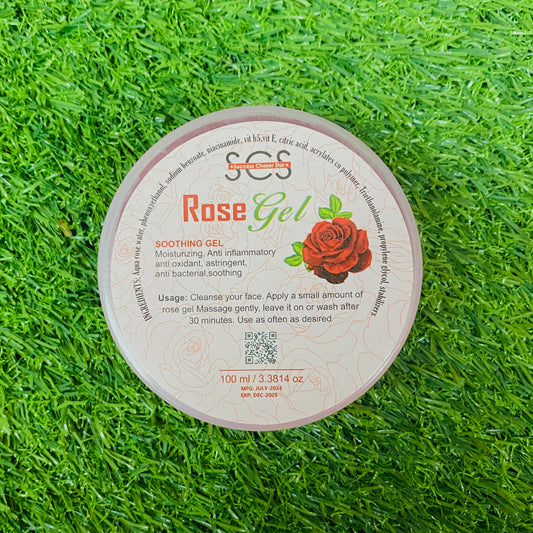 INGREDIENTS: Aqua rose water, phenoxyethanol, sodium benzoate, niacinamide, vit b5, vit E, citric acid, acrylates co polymer, Triethanolamine, propylene glycol, stabilizers
SCS
Success Chaser Star
Rose Gel
SOOTHING GEL
Moisturizing, Anti inflammatory
anti oxidant, astringent,
anti bacterial,soothing
Usage: Cleanse your face. Apply a small amount of
rose gel Massage gently, leave it on or wash after
30 minutes. Use as often as desired
100 ml / 3.3814 oz
MFG: JULY-2024
EXP: DEC-2025